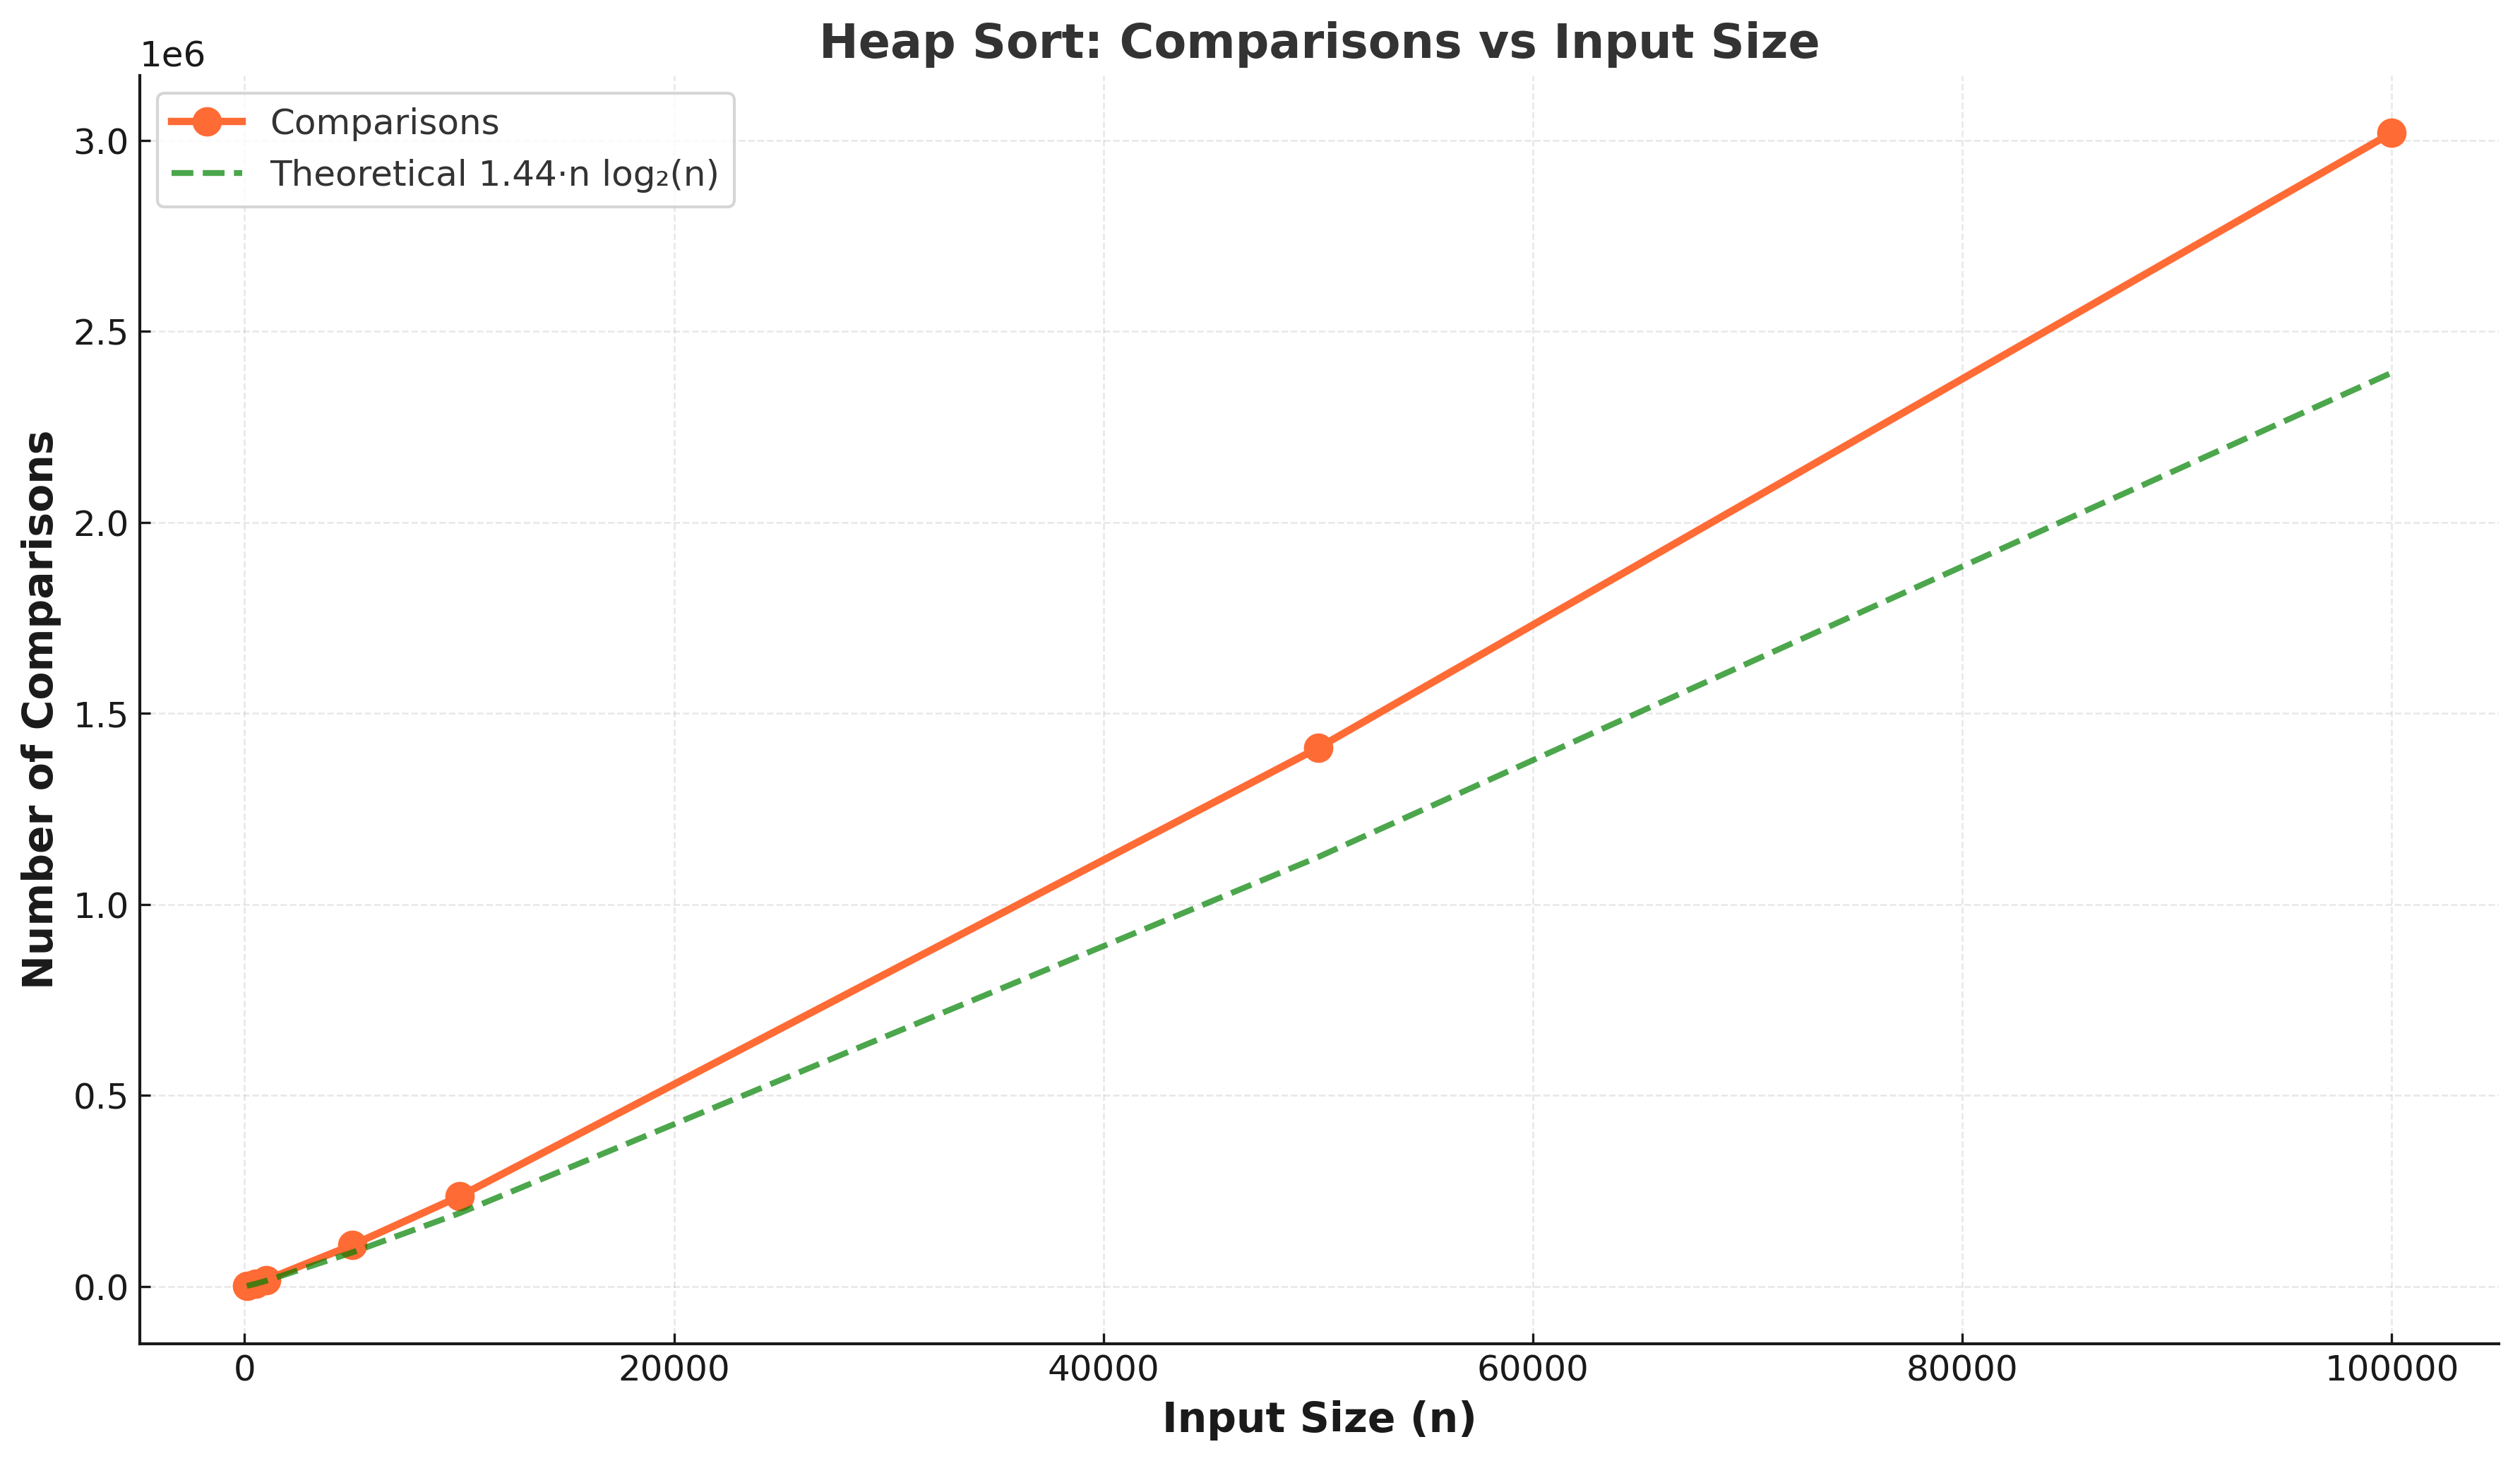 Heap Sort: Comparisons vs Input Size
1e6
Comparisons
Theoretical 1.44·n log₂(n)
3.0
2.5
2.0
1.5
1.0
0.5
0.0
Number of Comparisons
0 20000 40000 60000 80000 100000
Input Size (n)